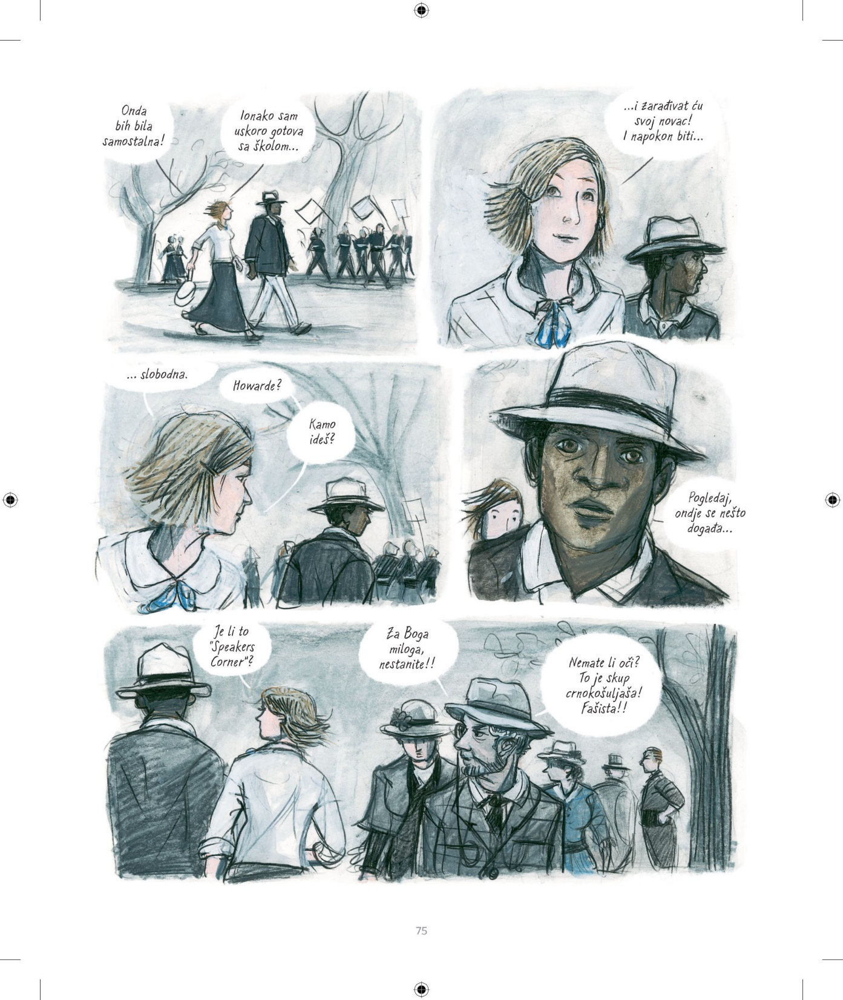 Onda
bih bila
samostalna!
Ionako sam
uskoro gotova
sa školom...
...i zarađivat ću
svoj novac!
I napokon biti...
... slobodna.
Howarde?
Kamo
ideš?
Pogledaj,
ondje se nešto
događa...
Je li to
"Speakers
Corner"?
Za Boga
miloga,
nestanite!!
Nemate li oči?
To je skup
crnokošuljaša!
Fašista!!
75